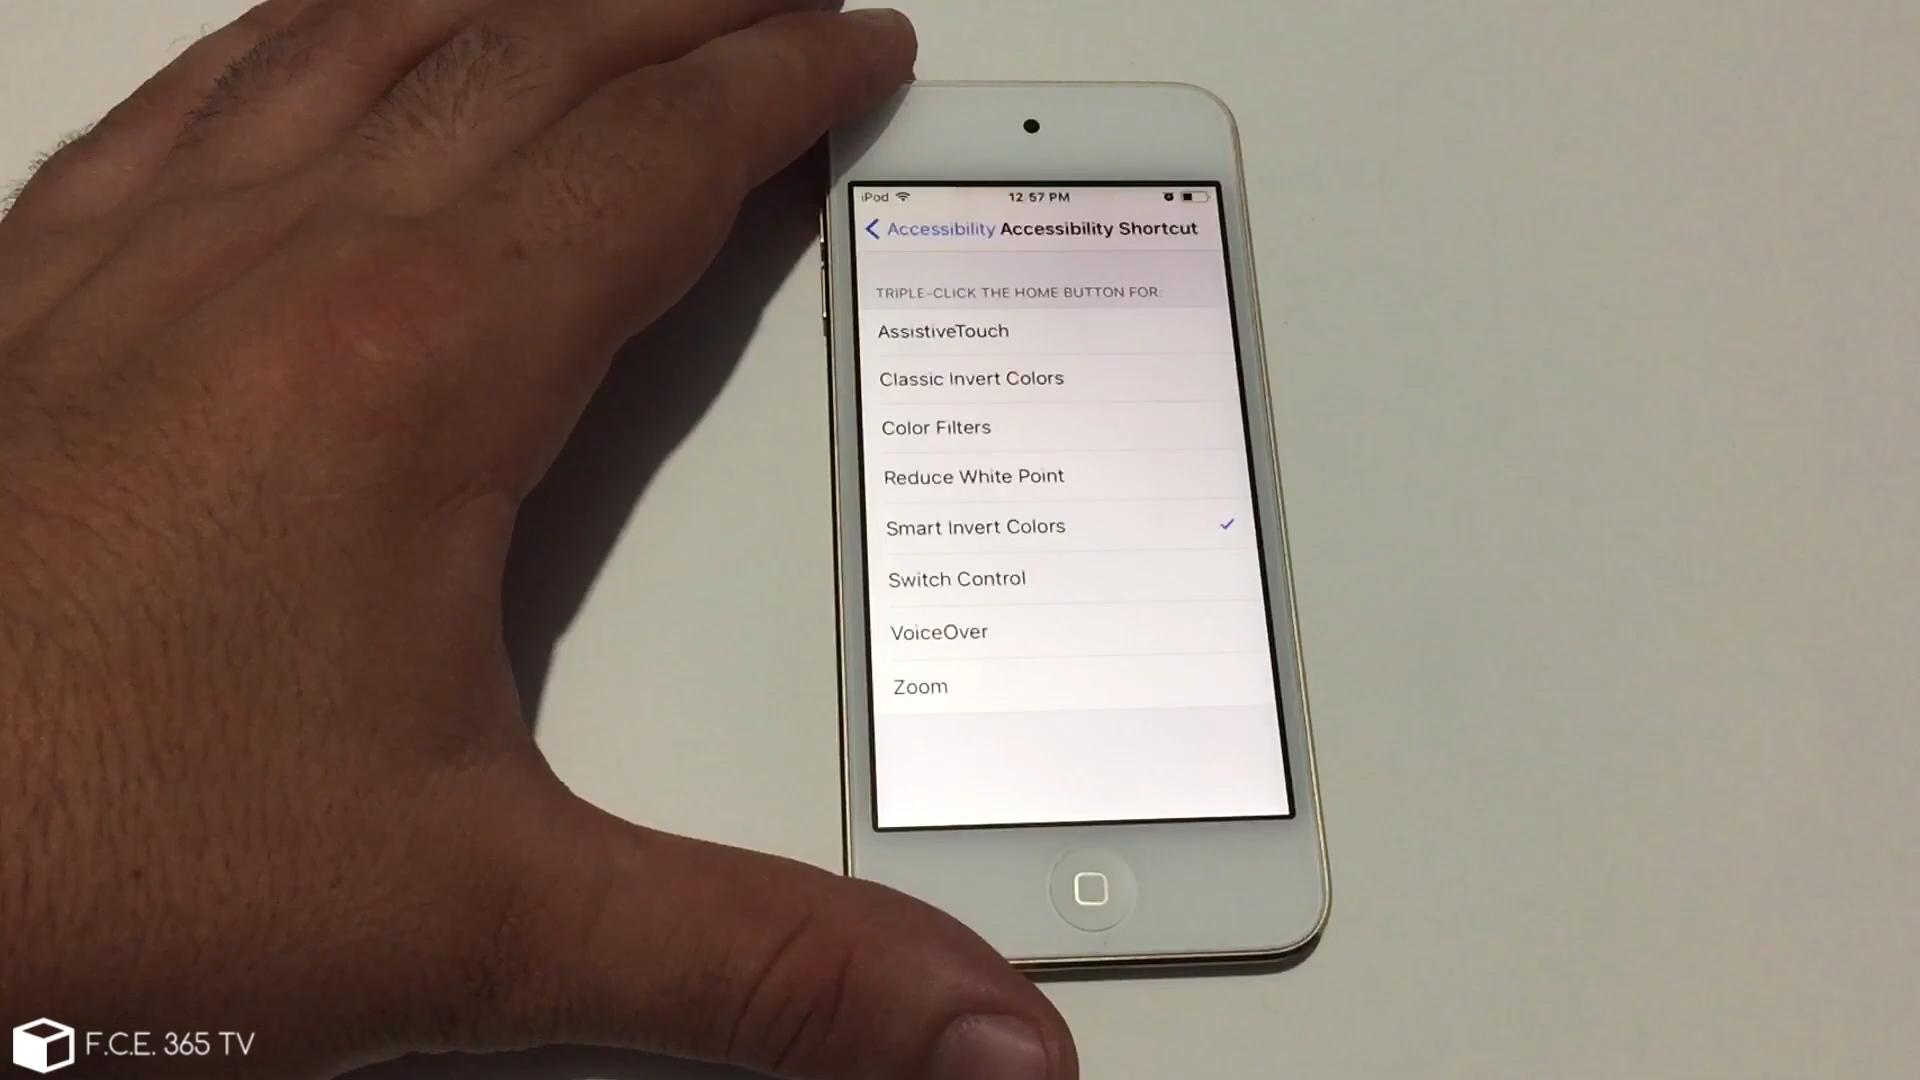 iPod 12 57 PM
Accessibility Accessibility Shortcut
TRIPLE-CLICK THE HOME BUTTON FOR:
AssistiveTouch
Classic Invert Colors
Color Filters
Reduce White Point
Smart Invert Colors
Switch Control
VoiceOver
Zoom
F.C.E. 365 TV